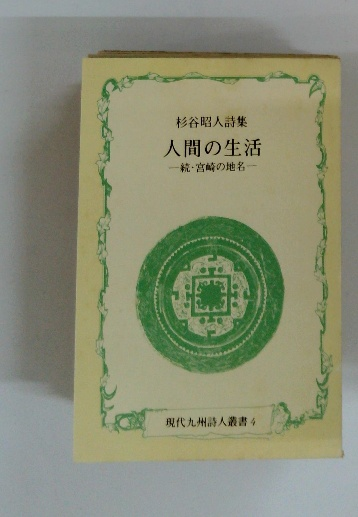 杉谷昭人詩集
人間の生活
―続・宮崎の地名―
現代九州詩人叢書 4